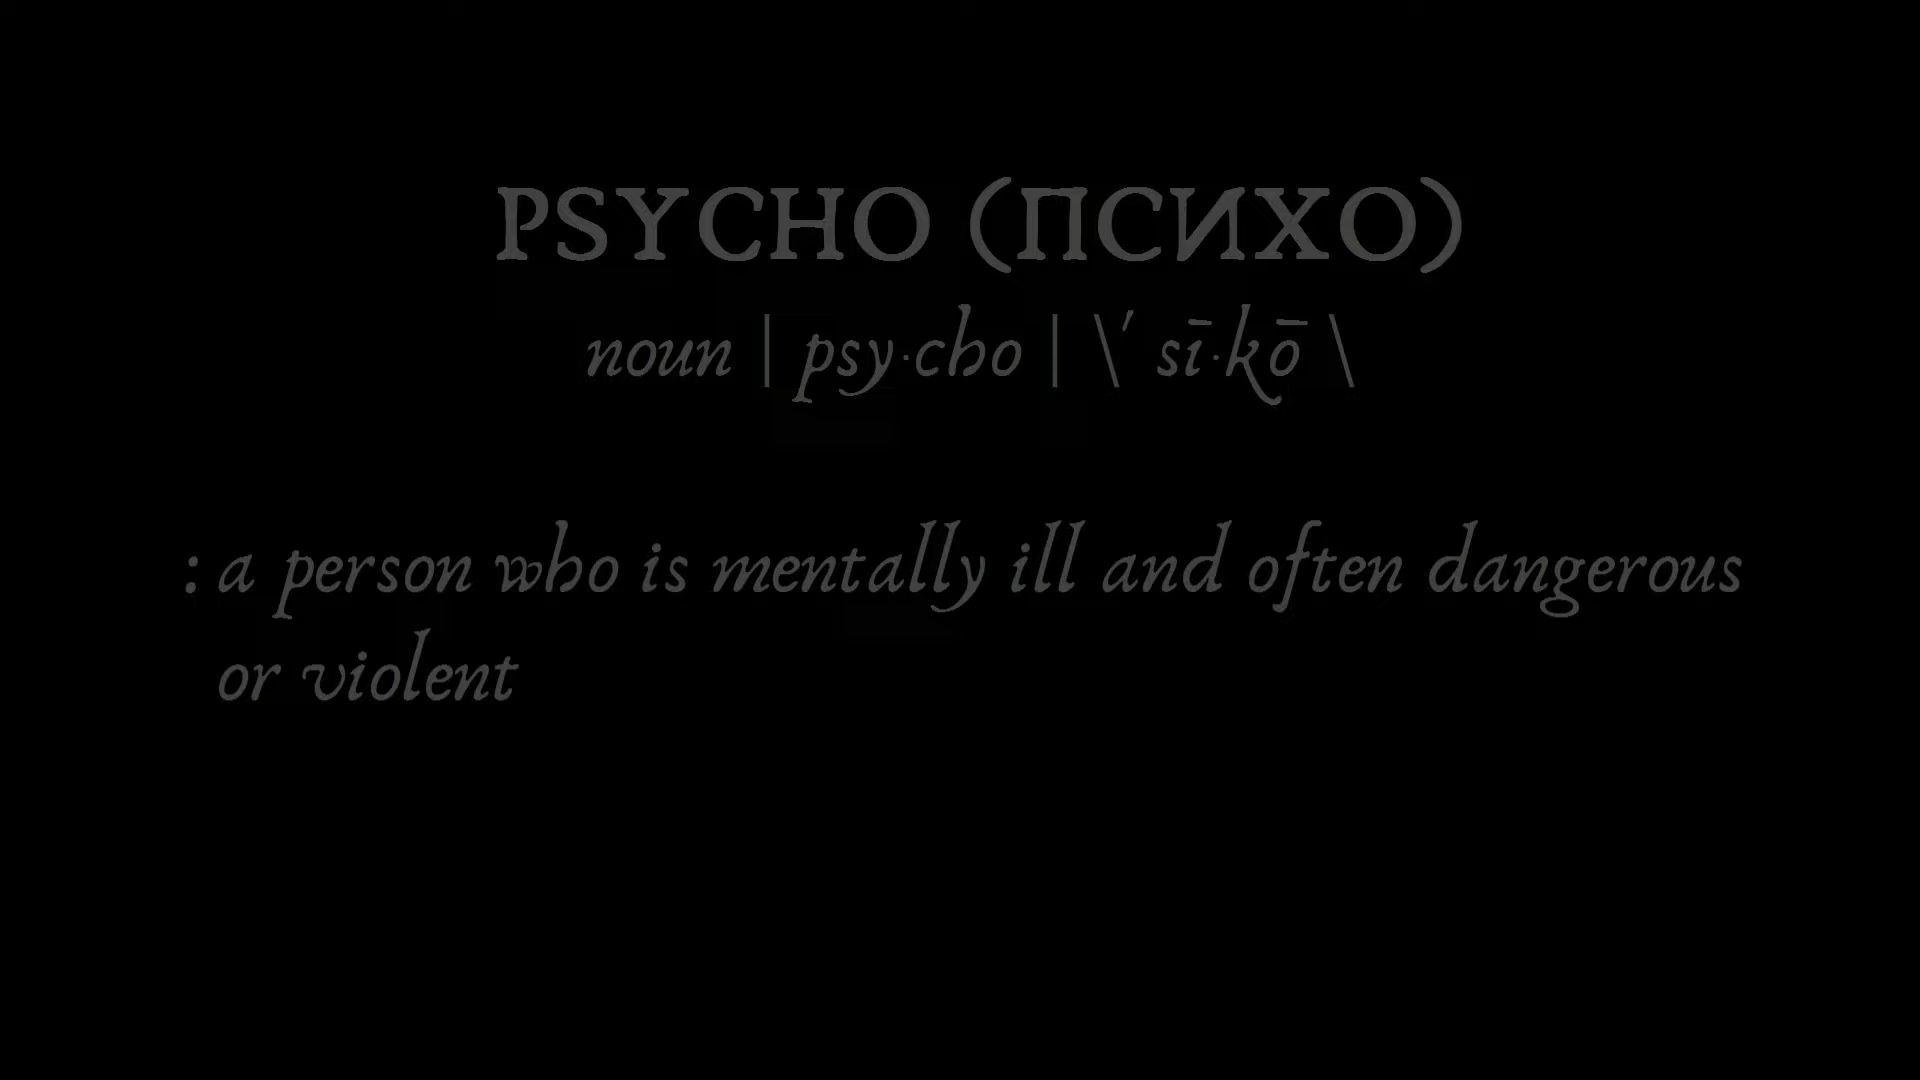 PSYCHO (ПСИХО)
noun | psy·cho | \ˈ sī·kō \
: a person who is mentally ill and often dangerous
or violent